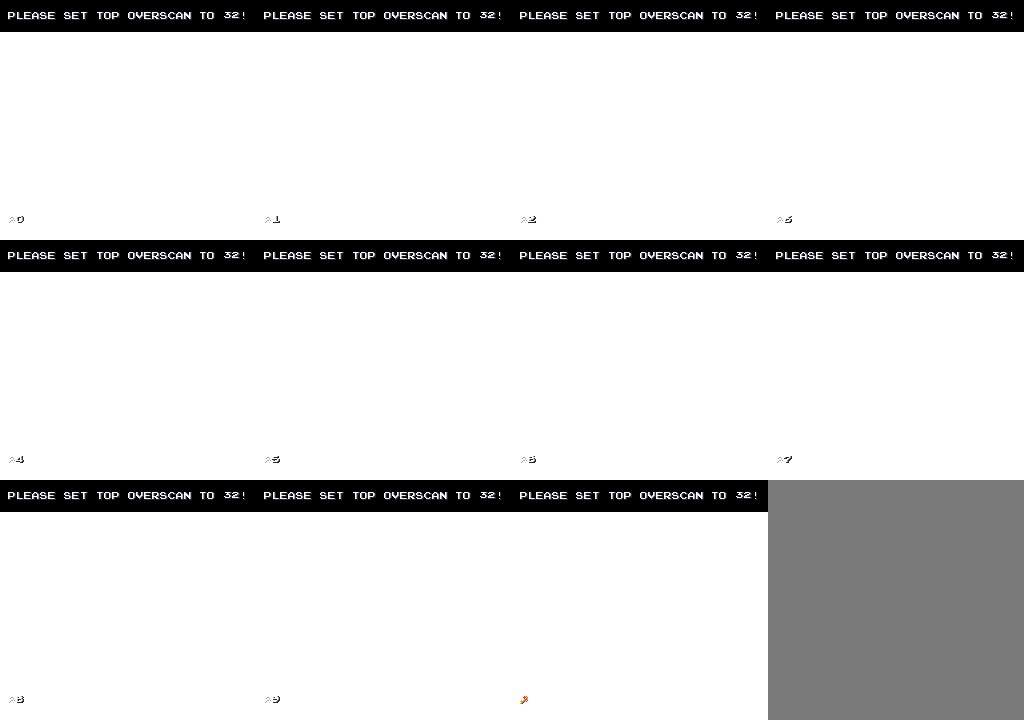 PLEASE SET TOP OVERSCAN TO 32! PLEASE SET TOP OVERSCAN TO 32! PLEASE SET TOP OVERSCAN TO 32! PLEASE SET TOP OVERSCAN TO 32!
0 1 2 3
PLEASE SET TOP OVERSCAN TO 32! PLEASE SET TOP OVERSCAN TO 32! PLEASE SET TOP OVERSCAN TO 32! PLEASE SET TOP OVERSCAN TO 32!
4 5 6 7
PLEASE SET TOP OVERSCAN TO 32! PLEASE SET TOP OVERSCAN TO 32! PLEASE SET TOP OVERSCAN TO 32!
8 9